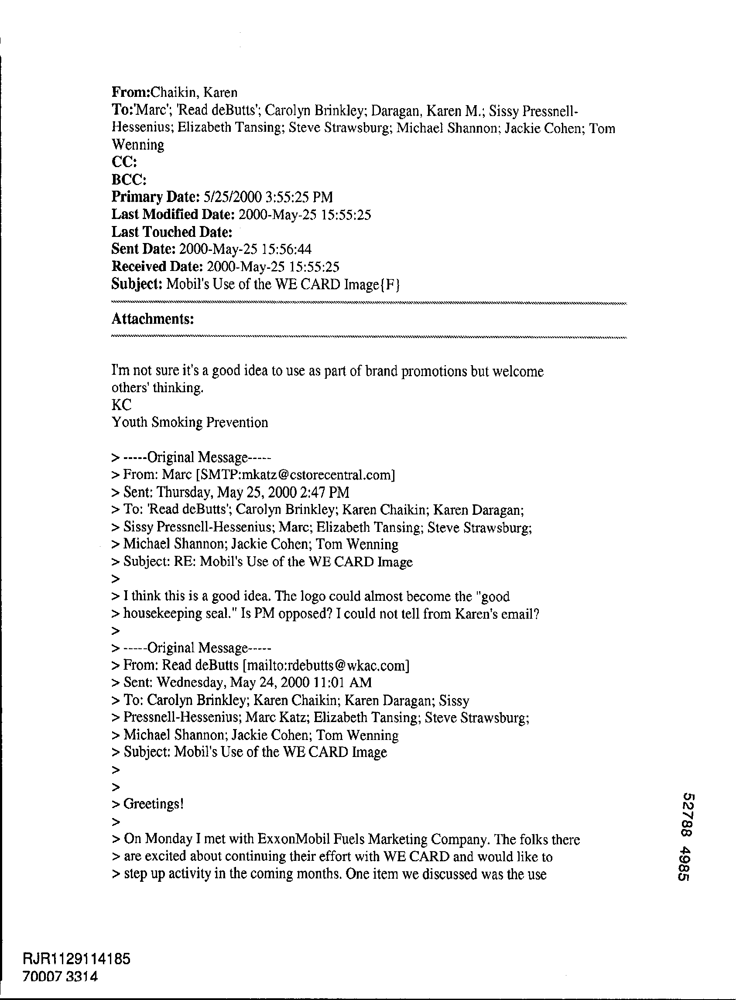 From:Chaikin, Karen
To:'Marc'; 'Read deButts'; Carolyn Brinkley; Daragan, Karen M.; Sissy Pressnell-
Hessenius; Elizabeth Tansing; Steve Strawsburg; Michael Shannon; Jackie Cohen; Tom
Wenning
CC:
BCC:
Primary Date: 5/25/2000 3:55:25 PM
Last Modified Date: 2000-May-25 15:55:25
Last Touched Date:
Sent Date: 2000-May-25 15:56:44
Received Date: 2000-May-25 15:55:25
Subject: Mobil's Use of the WE CARD Image{F}
Attachments:
I'm not sure it's a good idea to use as part of brand promotions but welcome
others' thinking.
KC
Youth Smoking Prevention
> -----Original Message-----
> From: Marc [SMTP:mkatz@cstorecentral.com]
> Sent: Thursday, May 25, 2000 2:47 PM
> To: 'Read deButts'; Carolyn Brinkley; Karen Chaikin; Karen Daragan;
> Sissy Pressnell-Hessenius; Marc; Elizabeth Tansing; Steve Strawsburg;
> Michael Shannon; Jackie Cohen; Tom Wenning
> Subject: RE: Mobil's Use of the WE CARD Image
>
> I think this is a good idea. The logo could almost become the "good
> housekeeping seal." Is PM opposed? I could not tell from Karen's email?
>
> -----Original Message-----
> From: Read deButts [mailto:rdebutts@wkac.com]
> Sent: Wednesday, May 24, 2000 11:01 AM
> To: Carolyn Brinkley; Karen Chaikin; Karen Daragan; Sissy
> Pressnell-Hessenius; Marc Katz; Elizabeth Tansing; Steve Strawsburg;
> Michael Shannon; Jackie Cohen; Tom Wenning
> Subject: Mobil's Use of the WE CARD Image
>
>
> Greetings!
>
> On Monday I met with ExxonMobil Fuels Marketing Company. The folks there
> are excited about continuing their effort with WE CARD and would like to
> step up activity in the coming months. One item we discussed was the use
52788 4985
RJR1129114185
70007 3314